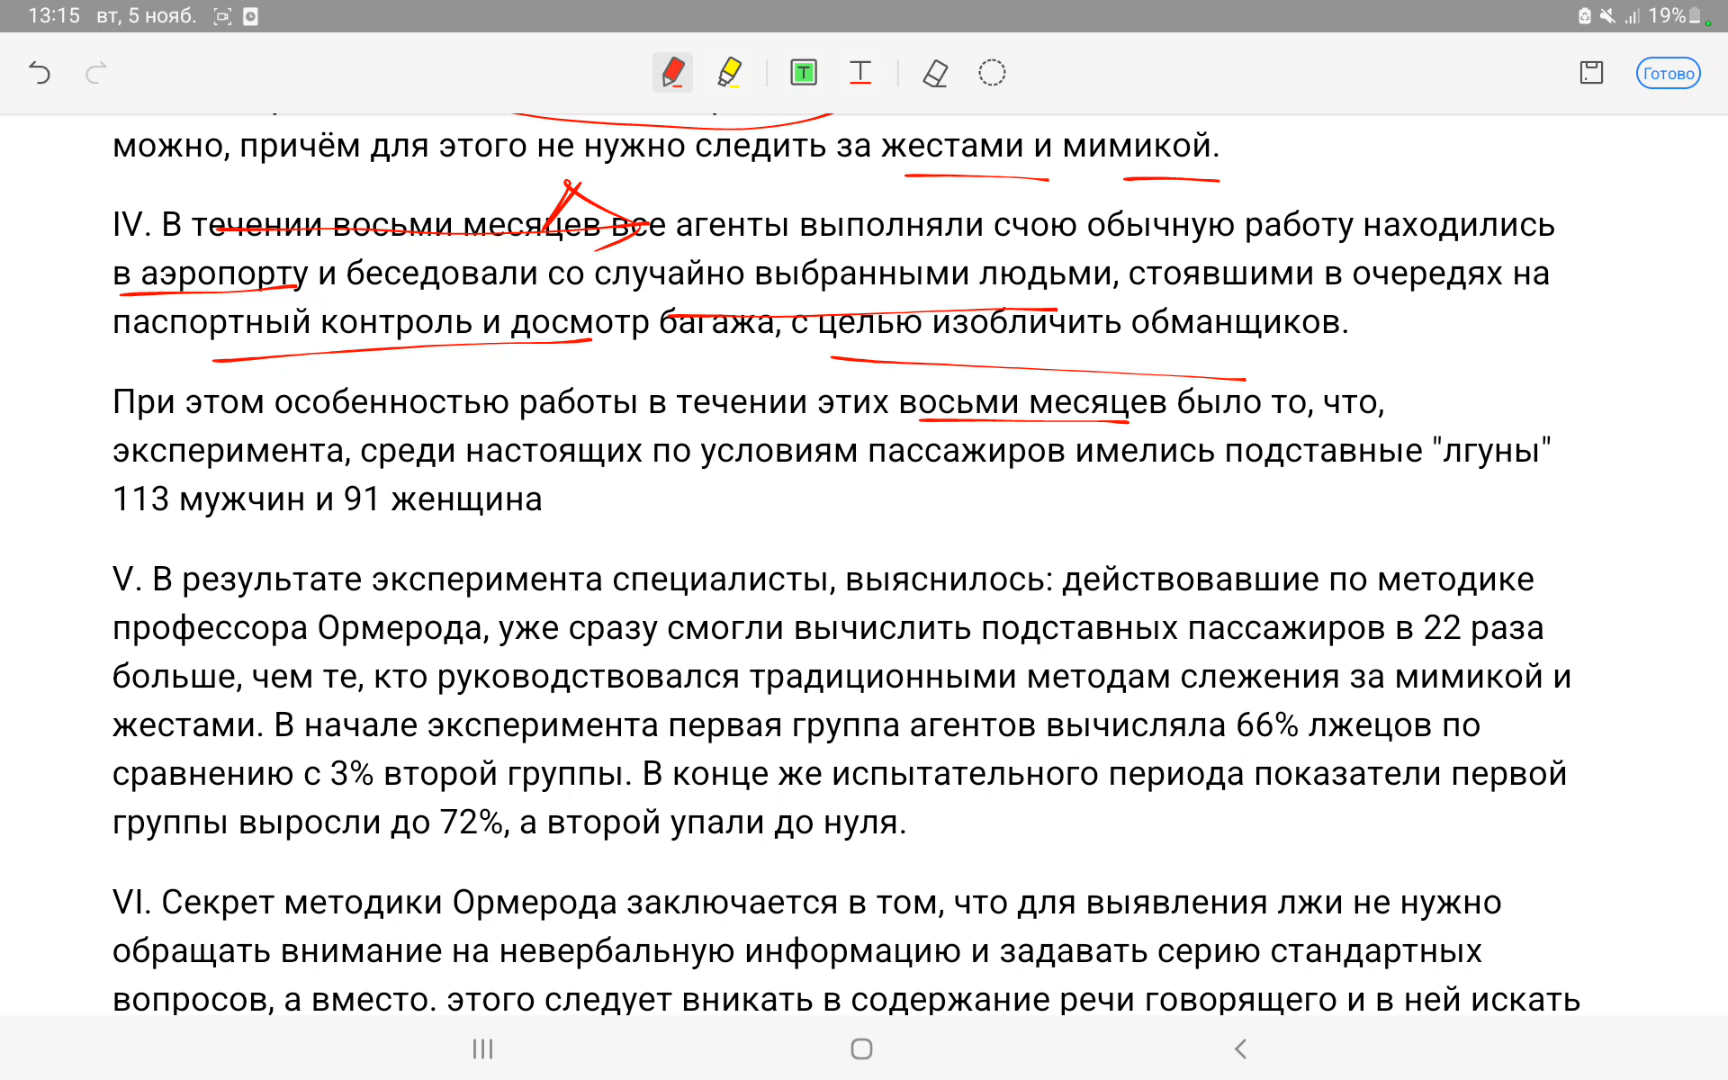 13:15 вт, 5 нояб. 19%
Готово
можно, причём для этого не нужно следить за жестами и мимикой.
IV. В течении восьми месяцев все агенты выполняли счою обычную работу находились
в аэропорту и беседовали со случайно выбранными людьми, стоявшими в очередях на
паспортный контроль и досмотр багажа, с целью изобличить обманщиков.
При этом особенностью работы в течении этих восьми месяцев было то, что,
эксперимента, среди настоящих по условиям пассажиров имелись подставные "лгуны"
113 мужчин и 91 женщина
V. В результате эксперимента специалисты, выяснилось: действовавшие по методике
профессора Ормерода, уже сразу смогли вычислить подставных пассажиров в 22 раза
больше, чем те, кто руководствовался традиционными методам слежения за мимикой и
жестами. В начале эксперимента первая группа агентов вычисляла 66% лжецов по
сравнению с 3% второй группы. В конце же испытательного периода показатели первой
группы выросли до 72%, а второй упали до нуля.
VI. Секрет методики Ормерода заключается в том, что для выявления лжи не нужно
обращать внимание на невербальную информацию и задавать серию стандартных
вопросов, а вместо. этого следует вникать в содержание речи говорящего и в ней искать